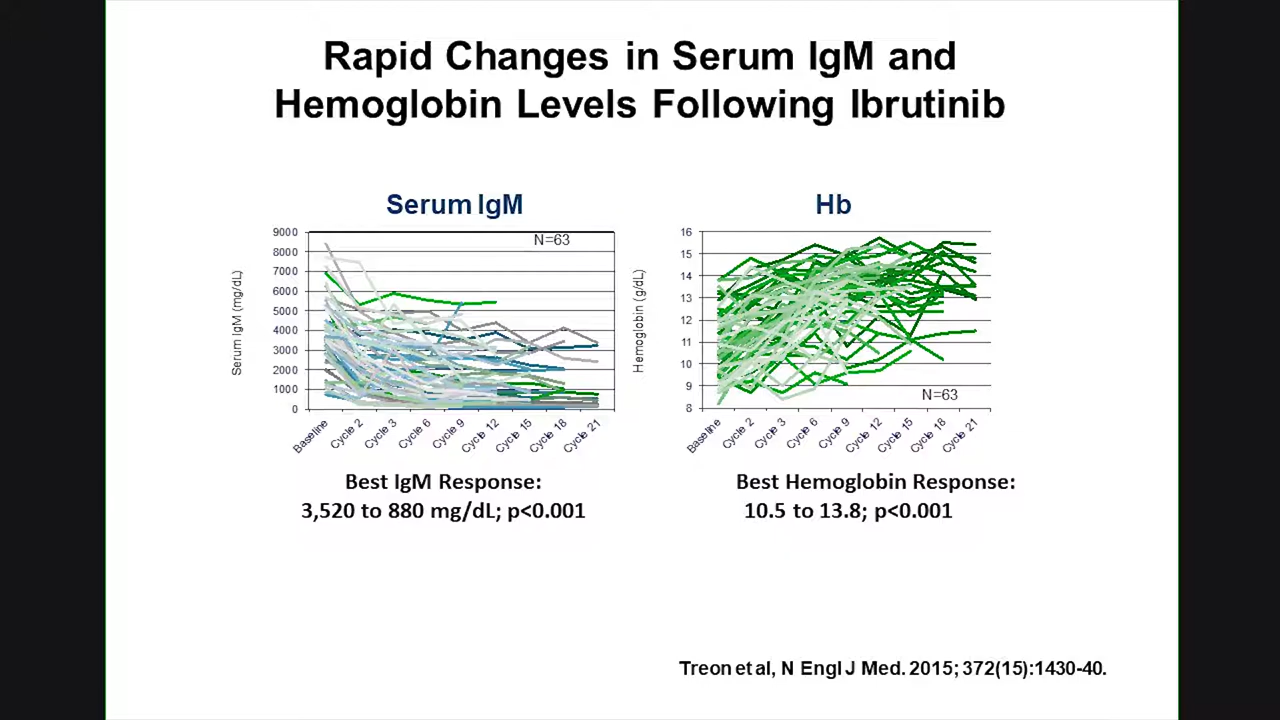 Rapid Changes in Serum IgM and
Hemoglobin Levels Following Ibrutinib
Serum IgM
N=63
Serum IgM (mg/dL)
9000
8000
7000
6000
5000
4000
3000
2000
1000
0
Baseline
Cycle 2
Cycle 3
Cycle 6
Cycle 9
Cycle 12
Cycle 15
Cycle 18
Cycle 21
Best IgM Response:
3,520 to 880 mg/dL; p<0.001
Hb
Hemoglobin (g/dL)
16
15
14
13
12
11
10
9
8
N=63
Baseline
Cycle 2
Cycle 3
Cycle 6
Cycle 9
Cycle 12
Cycle 15
Cycle 18
Cycle 21
Best Hemoglobin Response:
10.5 to 13.8; p<0.001
Treon et al, N Engl J Med. 2015; 372(15):1430-40.